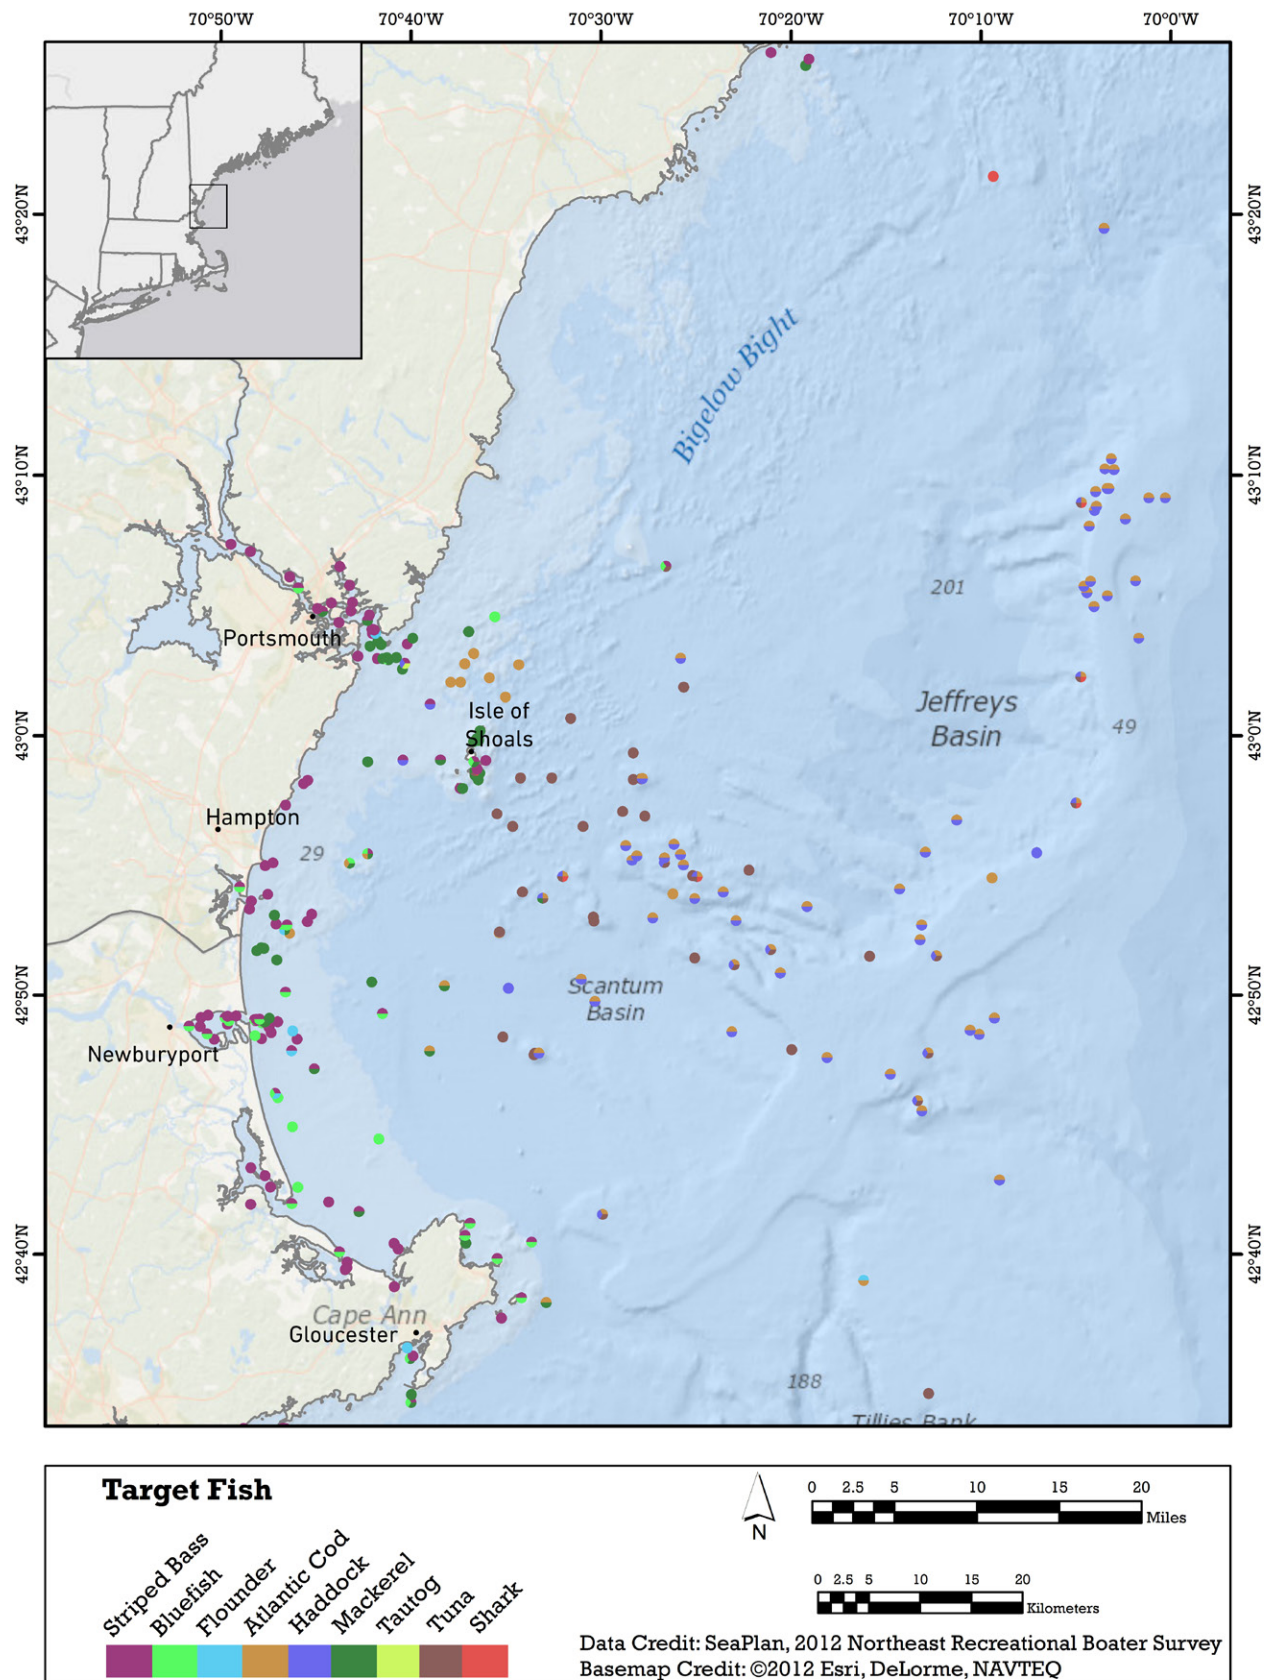 70°50'W 70°40'W 70°30'W 70°20'W 70°10'W 70°0'W
43°20'N 43°20'N
Bigelow Bight
43°10'N 43°10'N
201
Portsmouth
Isle of
Shoals
Jeffreys
Basin
49
43°0'N 43°0'N
Hampton
29
Scantum
Basin
42°50'N 42°50'N
Newburyport
42°40'N 42°40'N
Cape Ann
Gloucester
188
Tillies Bank
Target Fish
Striped Bass
Bluefish
Flounder
Atlantic Cod
Haddock
Mackerel
Tautog
Tuna
Shark
N
0 2.5 5 10 15 20
Miles
0 2.5 5 10 15 20
Kilometers
Data Credit: SeaPlan, 2012 Northeast Recreational Boater Survey
Basemap Credit: ©2012 Esri, DeLorme, NAVTEQ